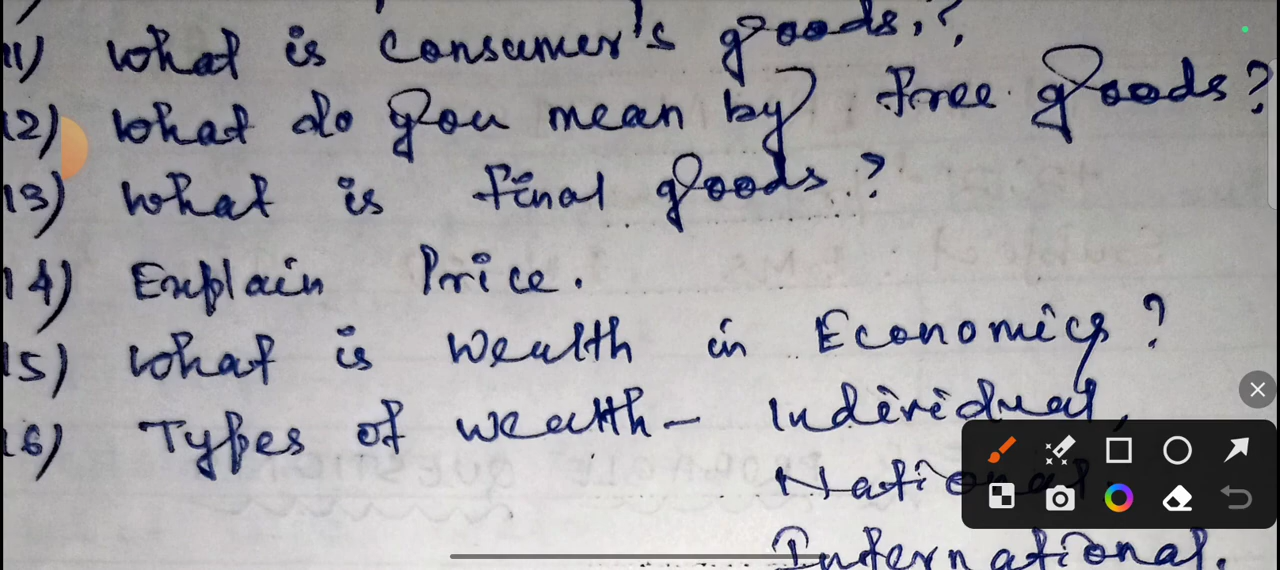 11) What is Consumer's goods,?
12) What do you mean by free goods?
13) What is final goods?
14) Explain Price.
15) What is Wealth in Economics?
16) Types of Wealth- Individual,
National,
International.